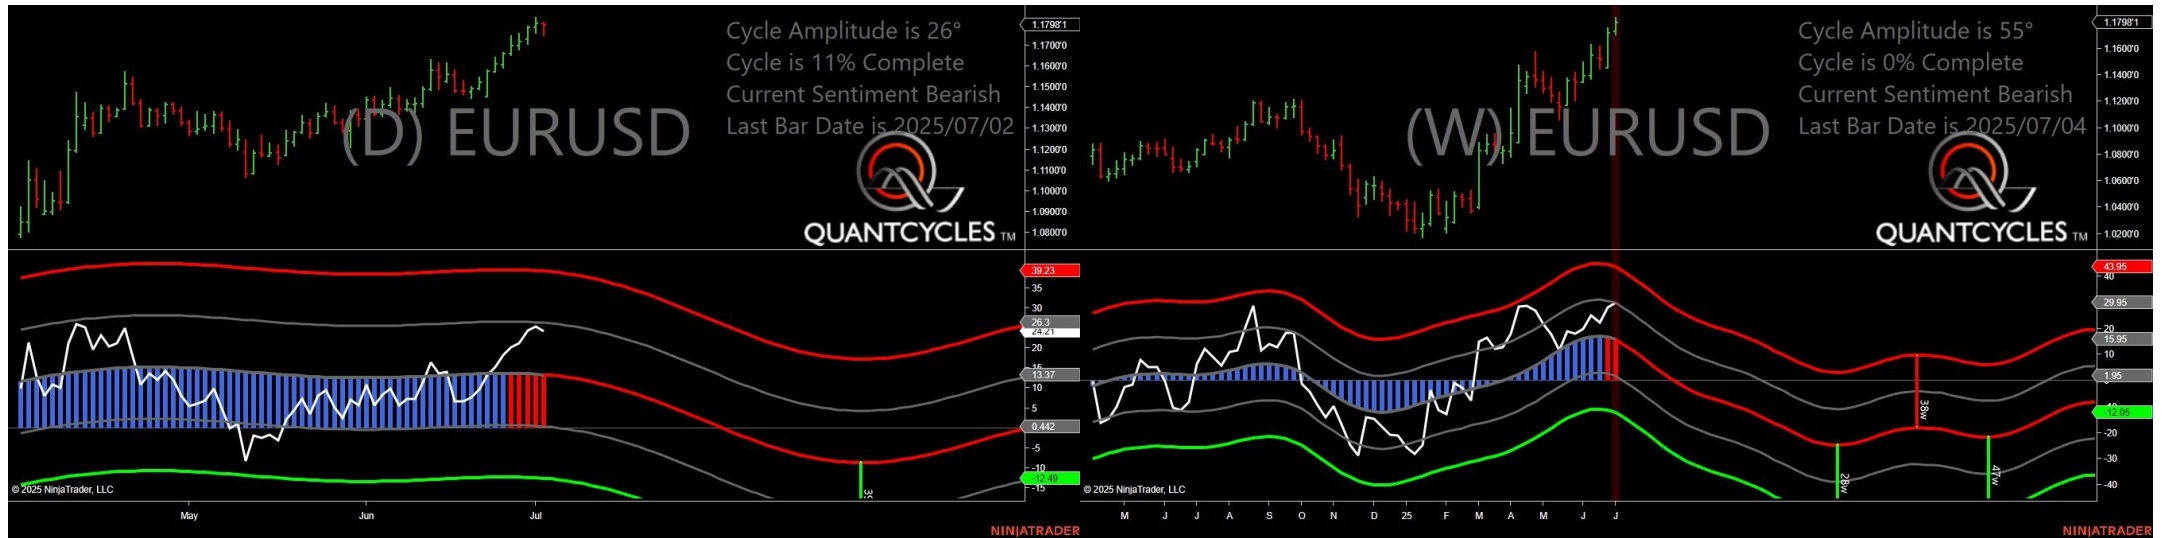 Cycle Amplitude is 26°
Cycle is 11% Complete
Current Sentiment Bearish
Last Bar Date is 2025/07/02
(D) EURUSD
QUANTCYCLES TM
1.1798'1
1.1700'0
1.1600'0
1.1500'0
1.1400'0
1.1300'0
1.1200'0
1.1100'0
1.1000'0
1.0900'0
1.0800'0
39.23
35
30
26.3
24.21
20
15
13.37
10
5
0.442
-5
-10
-12.49
-15
© 2025 NinjaTrader, LLC
May Jun Jul
NINJATRADER
Cycle Amplitude is 55°
Cycle is 0% Complete
Current Sentiment Bearish
Last Bar Date is 2025/07/04
(W) EURUSD
QUANTCYCLES TM
1.1798'1
1.1600'0
1.1400'0
1.1200'0
1.1000'0
1.0800'0
1.0600'0
1.0400'0
1.0200'0
43.95
40
29.95
20
15.95
10
1.95
-12.05
-20
-30
-40
38w
28w
47w
© 2025 NinjaTrader, LLC
M J J A S O N D 25 F M A M J J
NINJATRADER